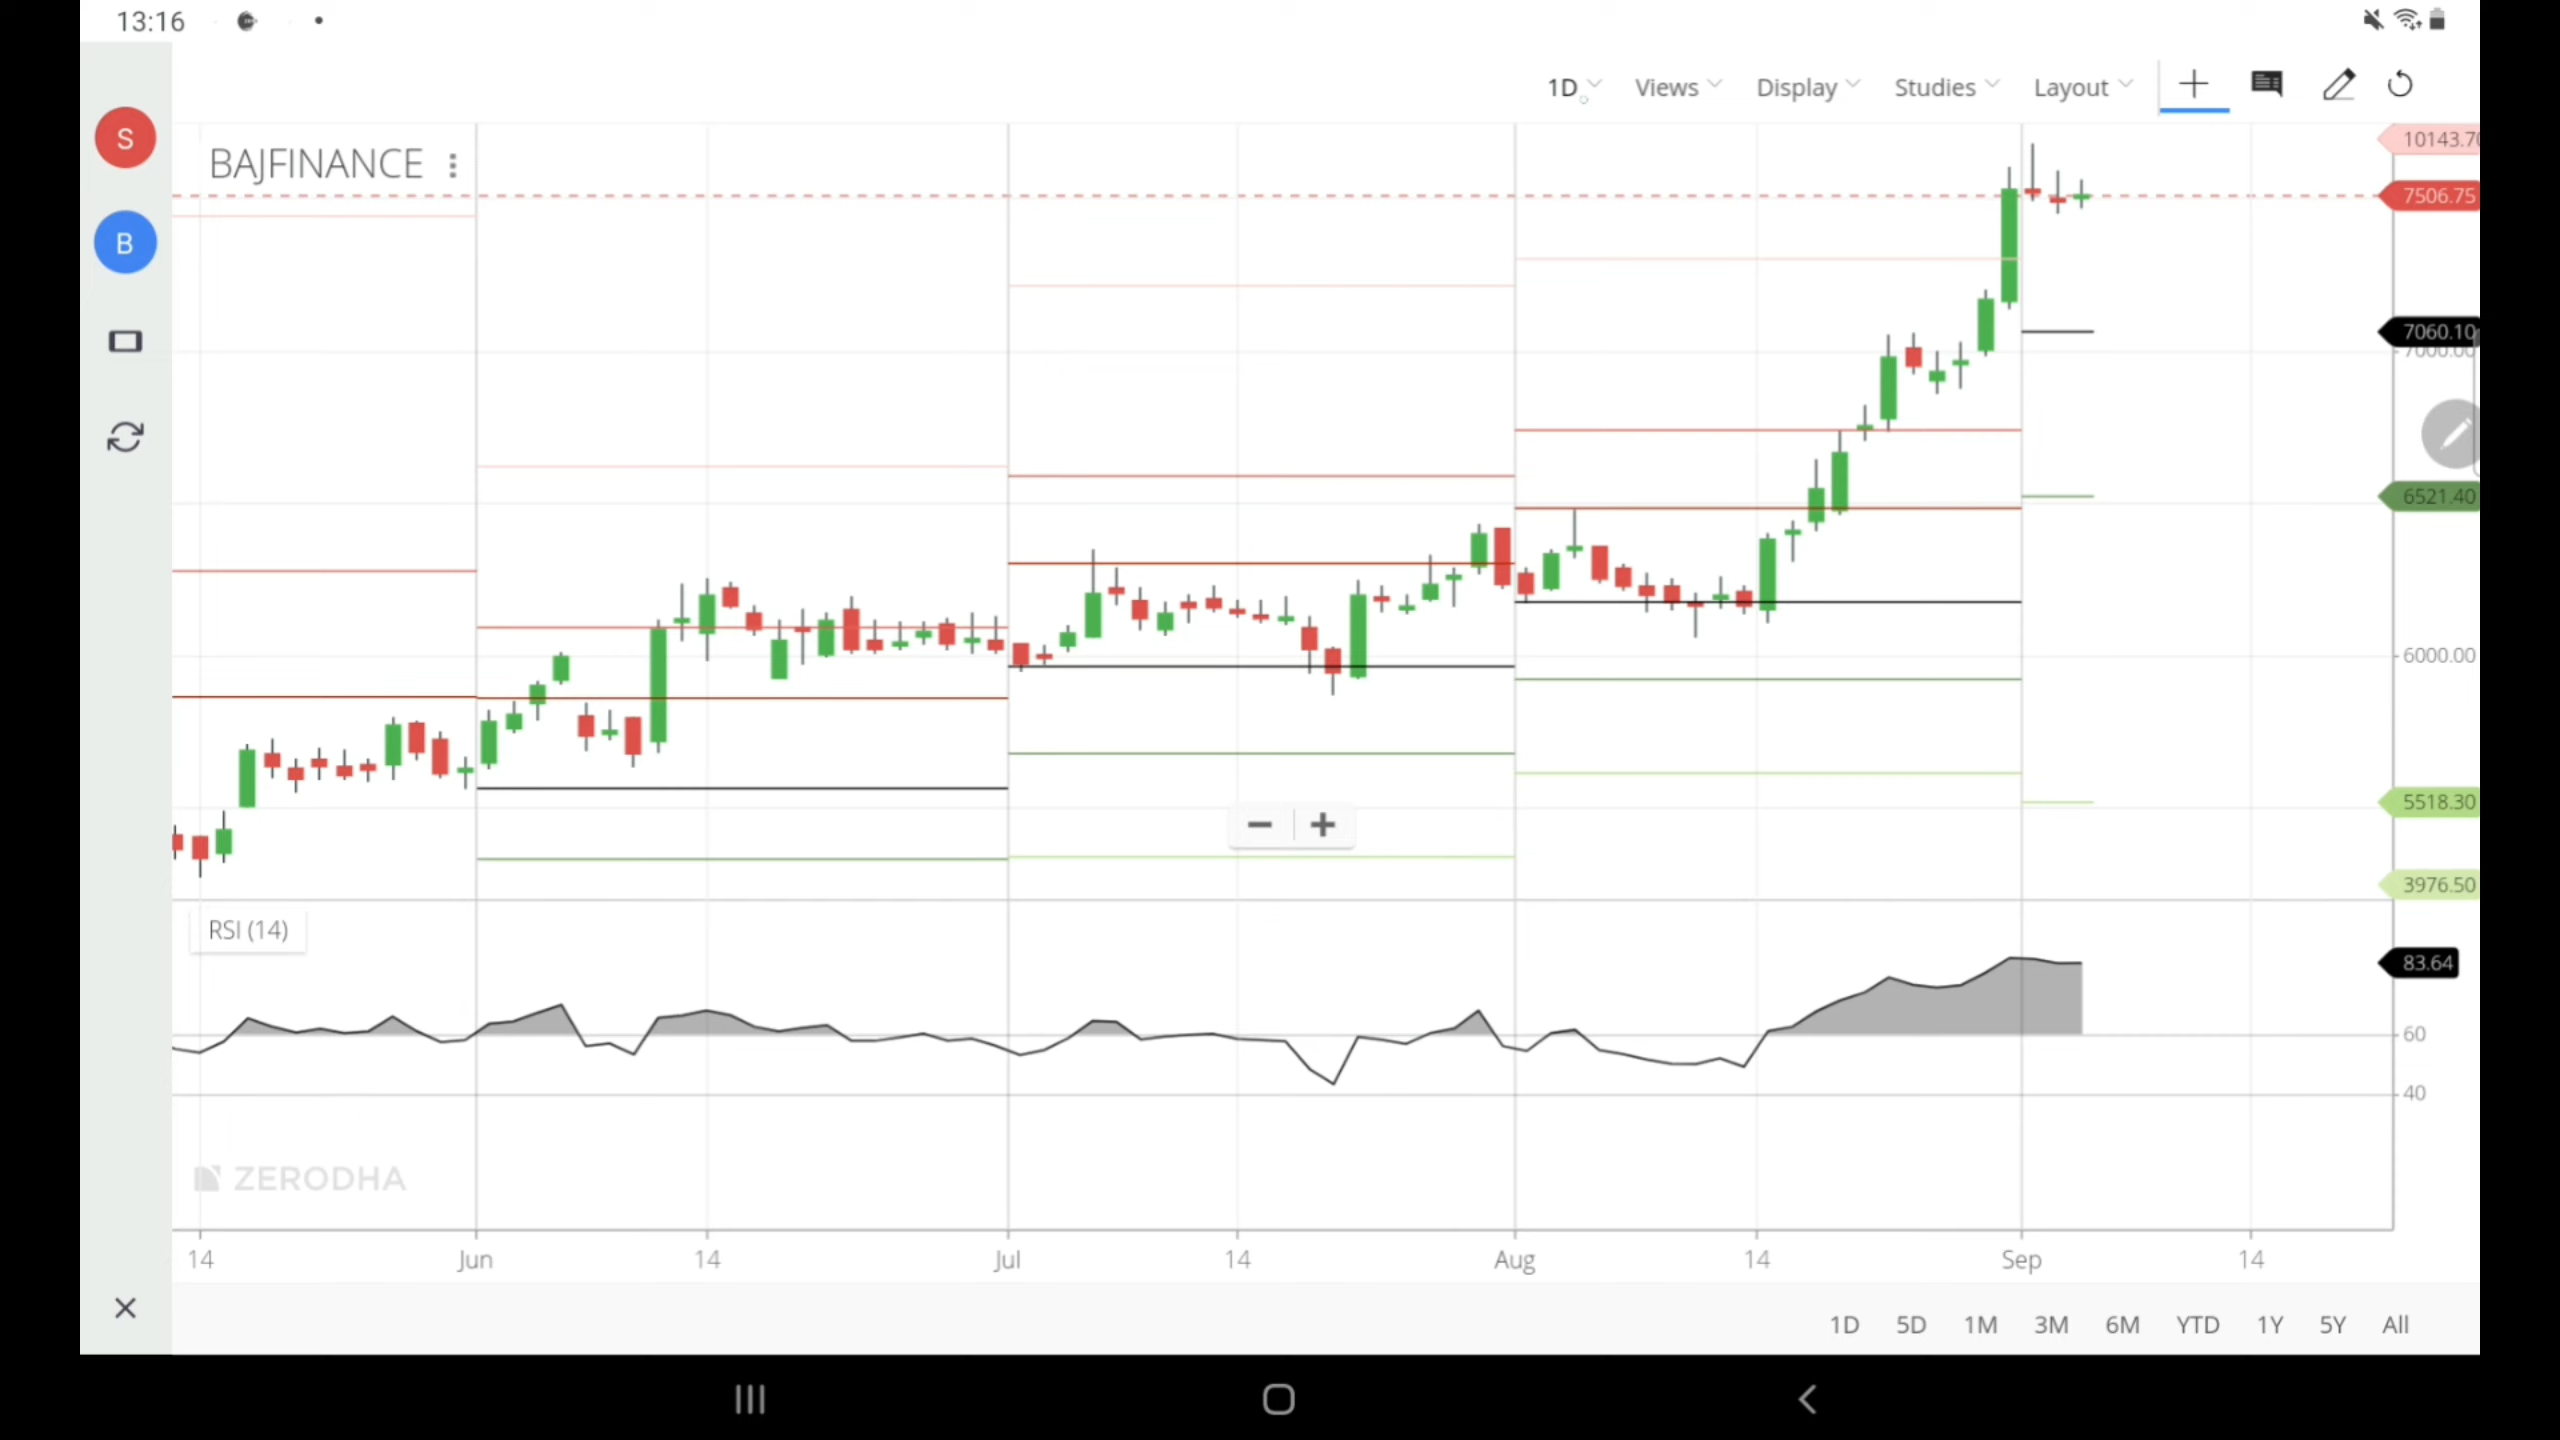 13:16
1D Views Display Studies Layout
S
BAJFINANCE
10143.70
7506.75
B
7060.10
7000.00
6521.40
6000.00
5518.30
3976.50
RSI (14)
83.64
60
40
ZERODHA
14 Jun 14 Jul 14 Aug 14 Sep 14
1D 5D 1M 3M 6M YTD 1Y 5Y All